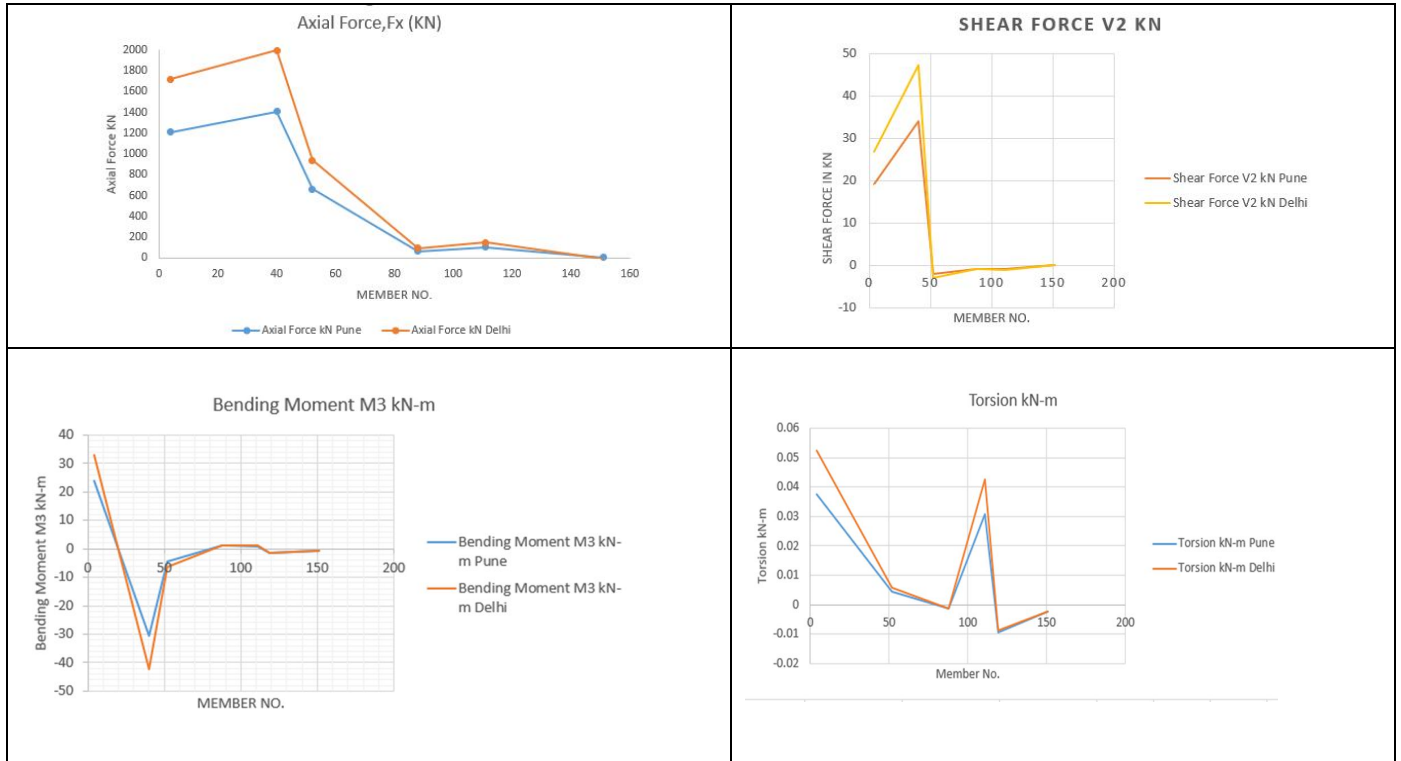 Axial Force,Fx (KN)
2000
1800
1600
1400
1200
1000
800
600
400
200
0
Axial Force KN
0 20 40 60 80 100 120 140 160
MEMBER NO.
Axial Force kN Pune Axial Force kN Delhi
SHEAR FORCE V2 KN
50
40
30
20
10
0
-10
SHEAR FORCE IN KN
0 50 100 150 200
MEMBER NO.
Shear Force V2 kN Pune
Shear Force V2 kN Delhi
Bending Moment M3 kN-m
40
30
20
10
0
-10
-20
-30
-40
-50
Bending Moment M3 kN-m
0 50 100 150 200
MEMBER NO.
Bending Moment M3 kN-
m Pune
Bending Moment M3 kN-
m Delhi
Torsion kN-m
0.06
0.05
0.04
0.03
0.02
0.01
0
-0.01
-0.02
Torsion kN-m
0 50 100 150 200
Member No.
Torsion kN-m Pune
Torsion kN-m Delhi